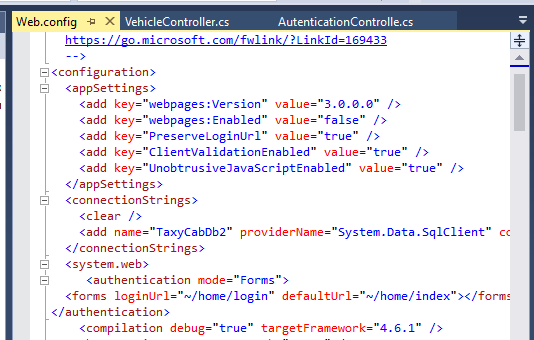 Web.config VehicleController.cs AutenticationControlle.cs
https://go.microsoft.com/fwlink/?LinkId=169433
-->
<configuration>
<appSettings>
<add key="webpages:Version" value="3.0.0.0" />
<add key="webpages:Enabled" value="false" />
<add key="PreserveLoginUrl" value="true" />
<add key="ClientValidationEnabled" value="true" />
<add key="UnobtrusiveJavaScriptEnabled" value="true" />
</appSettings>
<connectionStrings>
<clear />
<add name="TaxyCabDb2" providerName="System.Data.SqlClient" co
</connectionStrings>
<system.web>
<authentication mode="Forms">
<forms loginUrl="~/home/login" defaultUrl="~/home/index"></forms
</authentication>
<compilation debug="true" targetFramework="4.6.1" />